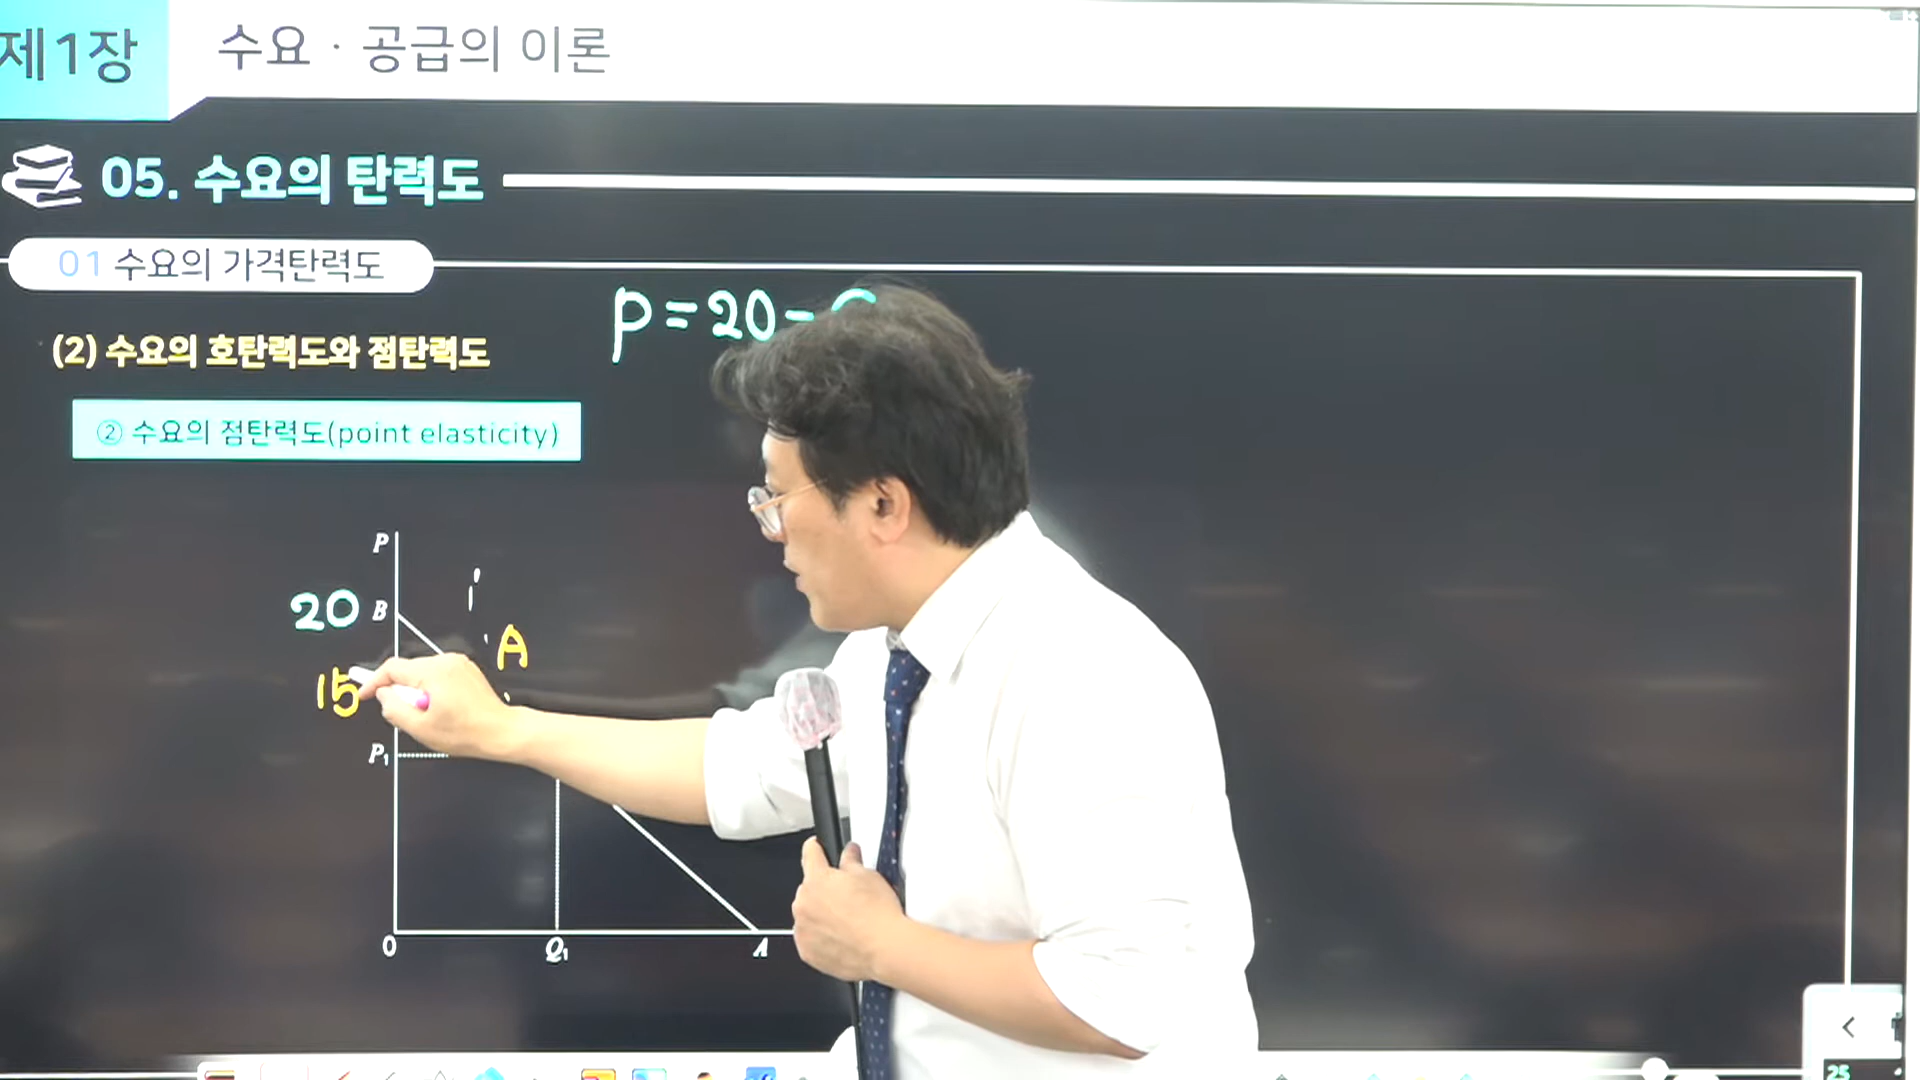 제1장
수요 · 공급의 이론
05. 수요의 탄력도
01 수요의 가격탄력도
P=20-
(2) 수요의 호탄력도와 점탄력도
② 수요의 점탄력도(point elasticity)
P
20 B
A
15
P₁
0 Q₁ A
25